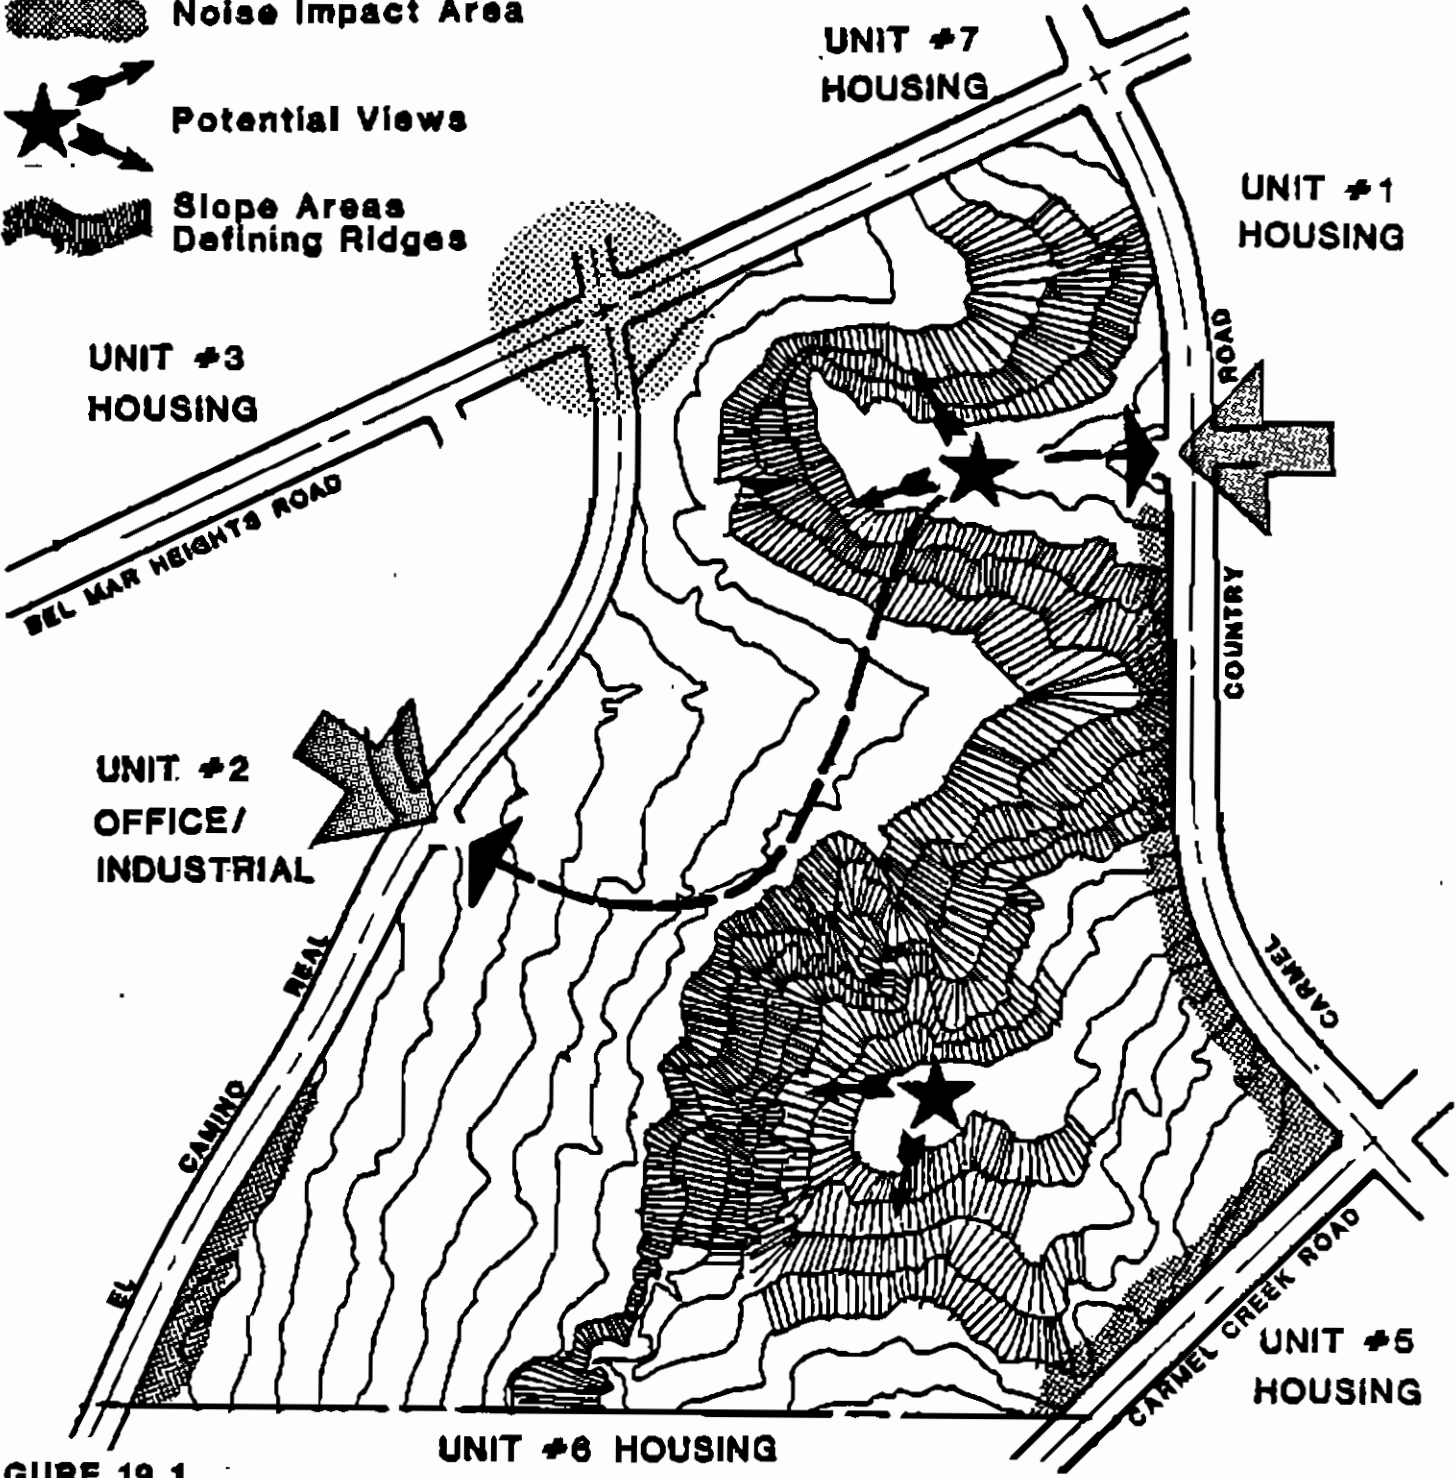 Noise Impact Area
Potential Views
Slope Areas
Defining Ridges
UNIT #7
HOUSING
UNIT #1
HOUSING
UNIT #3
HOUSING
DEL MAR HEIGHTS ROAD
ROAD
COUNTRY
CARMEL
UNIT #2
OFFICE/
INDUSTRIAL
REAL
CAMINO
EL
CARMEL CREEK ROAD
UNIT #5
HOUSING
UNIT #6 HOUSING
GURE 19.1